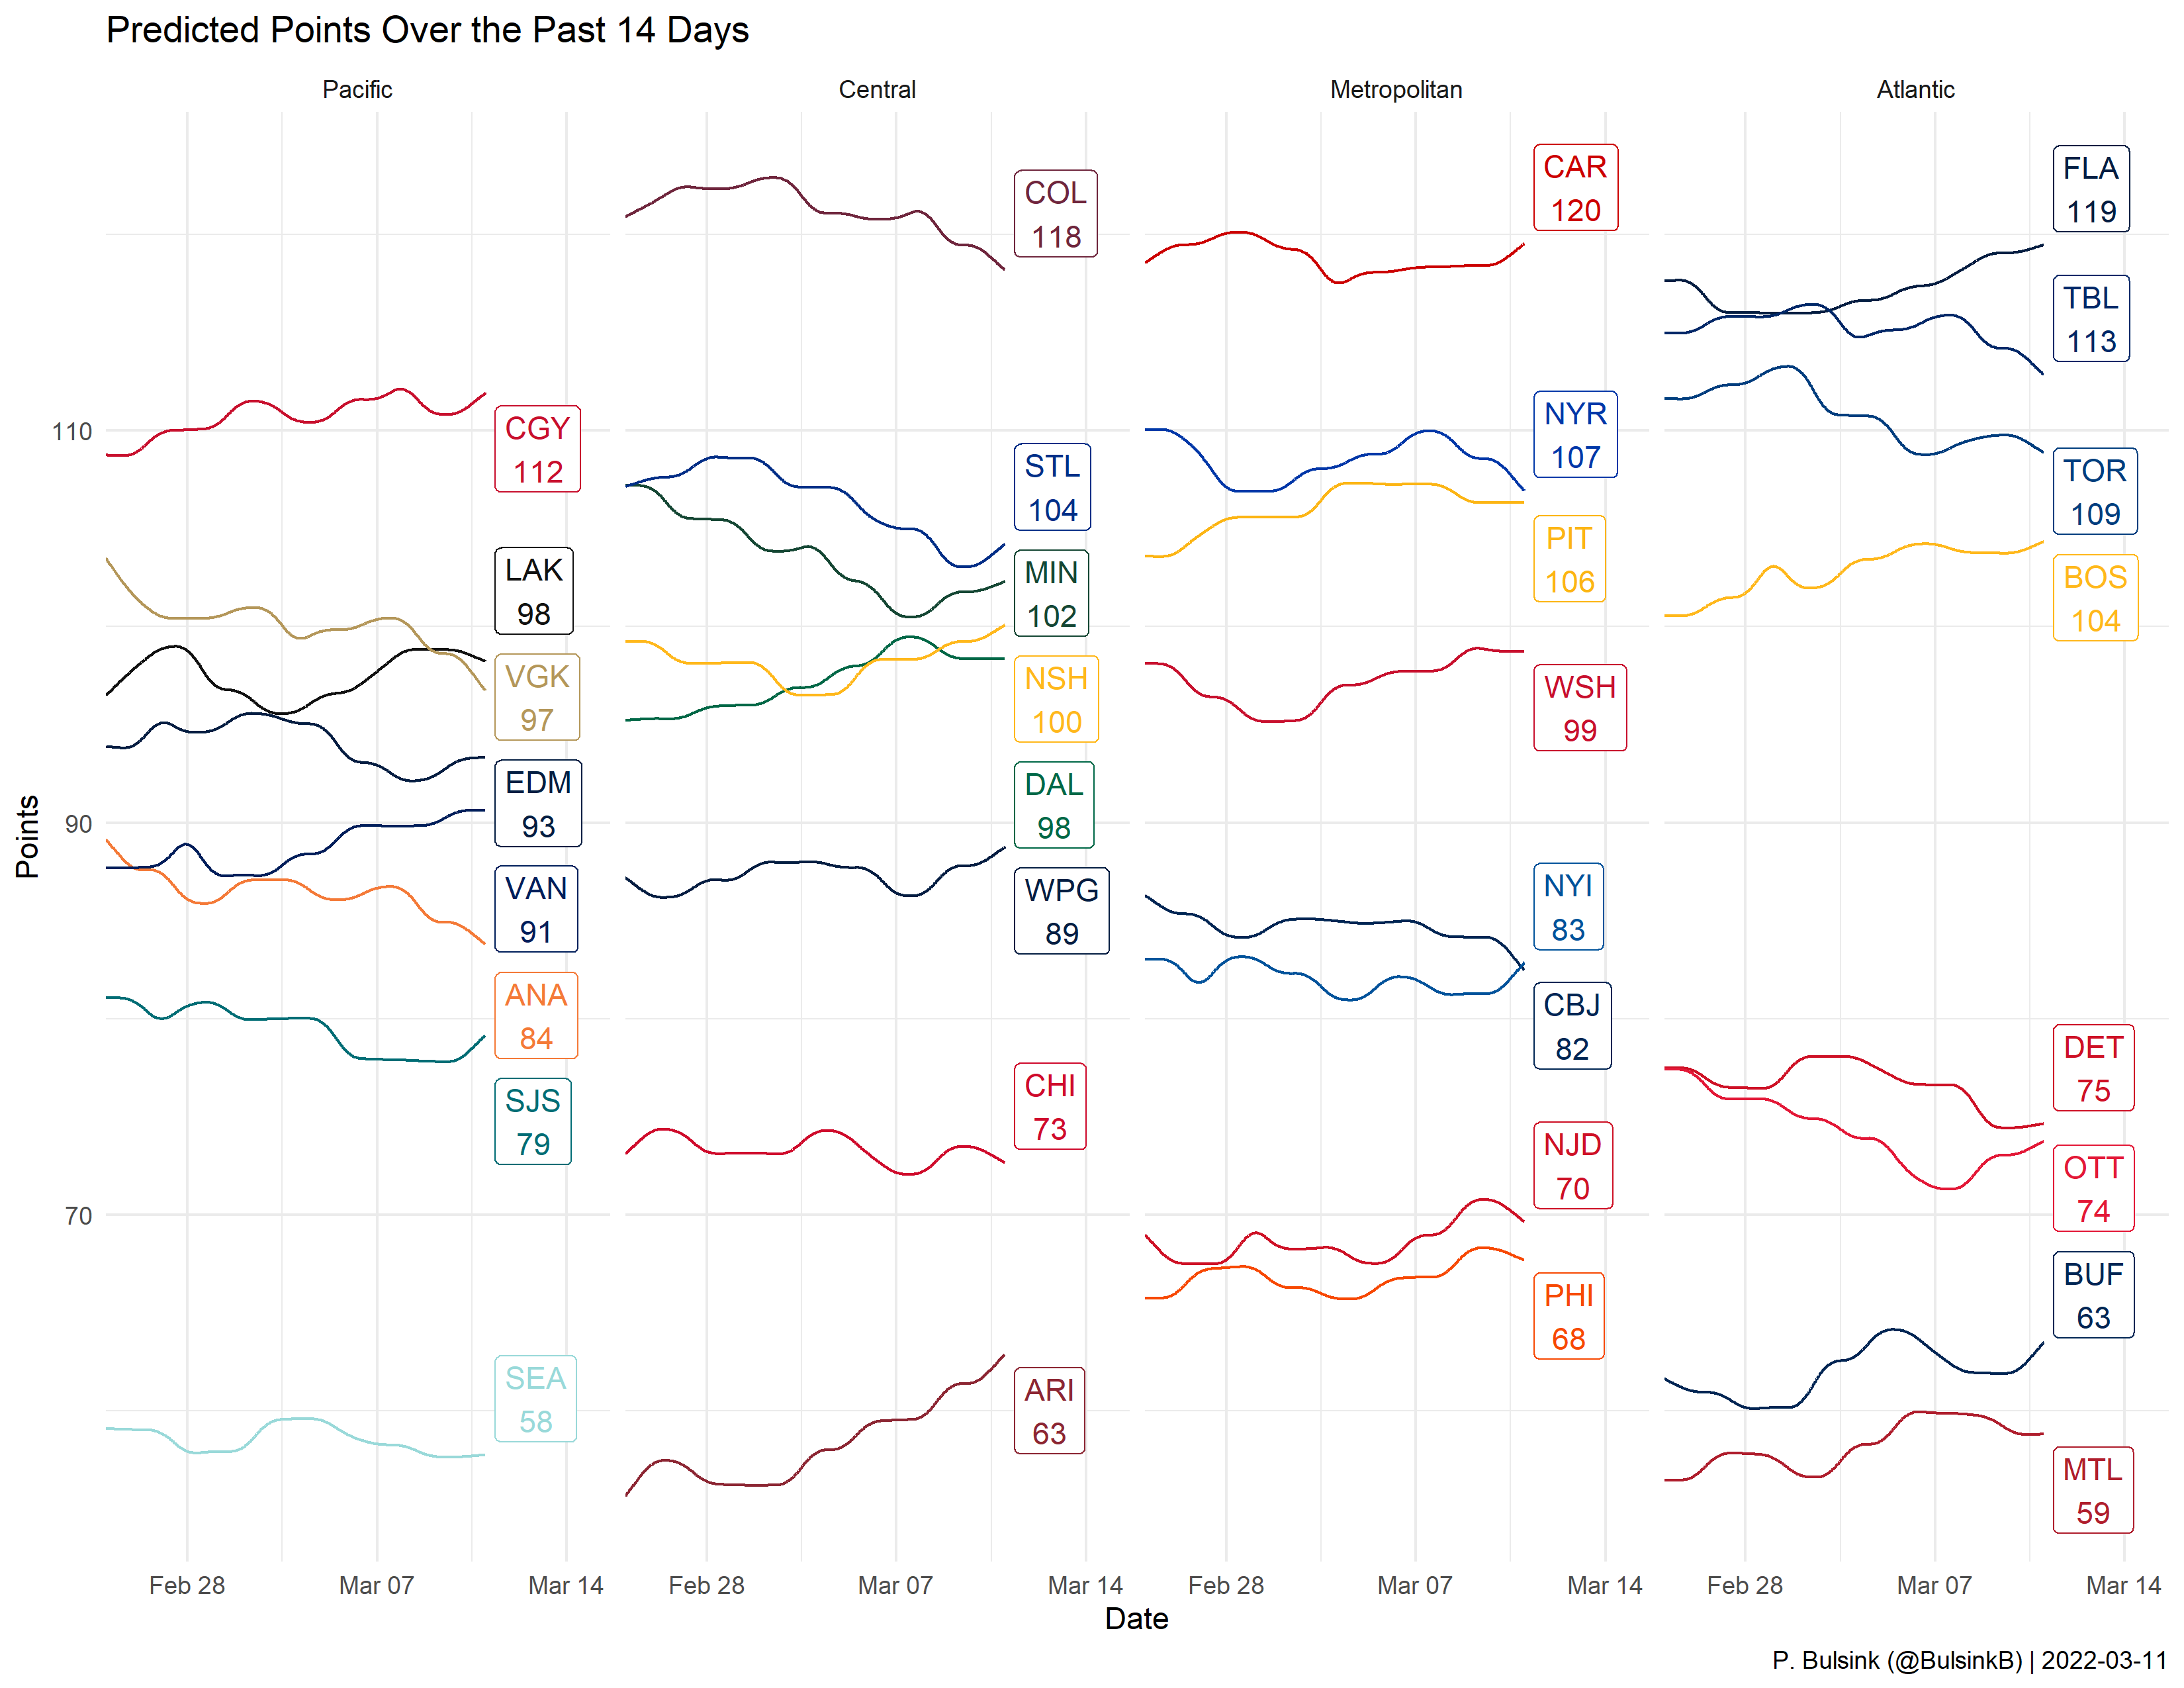 Predicted Points Over the Past 14 Days
Pacific
Central
Metropolitan
Atlantic
Points
110
90
70
CGY
112
LAK
98
VGK
97
EDM
93
VAN
91
ANA
84
SJS
79
SEA
58
COL
118
STL
104
MIN
102
NSH
100
DAL
98
WPG
89
CHI
73
ARI
63
CAR
120
NYR
107
PIT
106
WSH
99
NYI
83
CBJ
82
NJD
70
PHI
68
FLA
119
TBL
113
TOR
109
BOS
104
DET
75
OTT
74
BUF
63
MTL
59
Feb 28 Mar 07 Mar 14 Feb 28 Mar 07 Mar 14 Feb 28 Mar 07 Mar 14 Feb 28 Mar 07 Mar 14
Date
P. Bulsink (@BulsinkB) | 2022-03-11